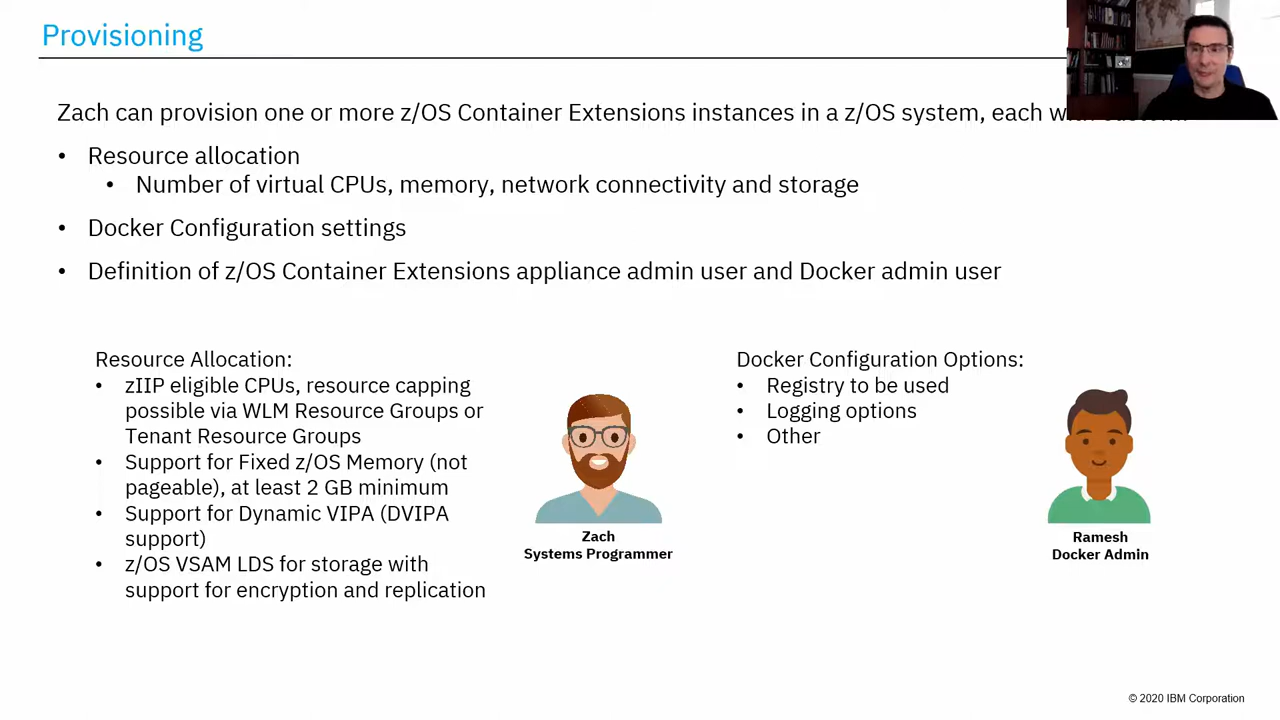 Provisioning
Zach can provision one or more z/OS Container Extensions instances in a z/OS system, each with custom:
• Resource allocation
• Number of virtual CPUs, memory, network connectivity and storage
• Docker Configuration settings
• Definition of z/OS Container Extensions appliance admin user and Docker admin user
Resource Allocation:
• zIIP eligible CPUs, resource capping
possible via WLM Resource Groups or
Tenant Resource Groups
• Support for Fixed z/OS Memory (not
pageable), at least 2 GB minimum
• Support for Dynamic VIPA (DVIPA
support)
• z/OS VSAM LDS for storage with
support for encryption and replication
Zach
Systems Programmer
Docker Configuration Options:
• Registry to be used
• Logging options
• Other
Ramesh
Docker Admin
© 2020 IBM Corporation